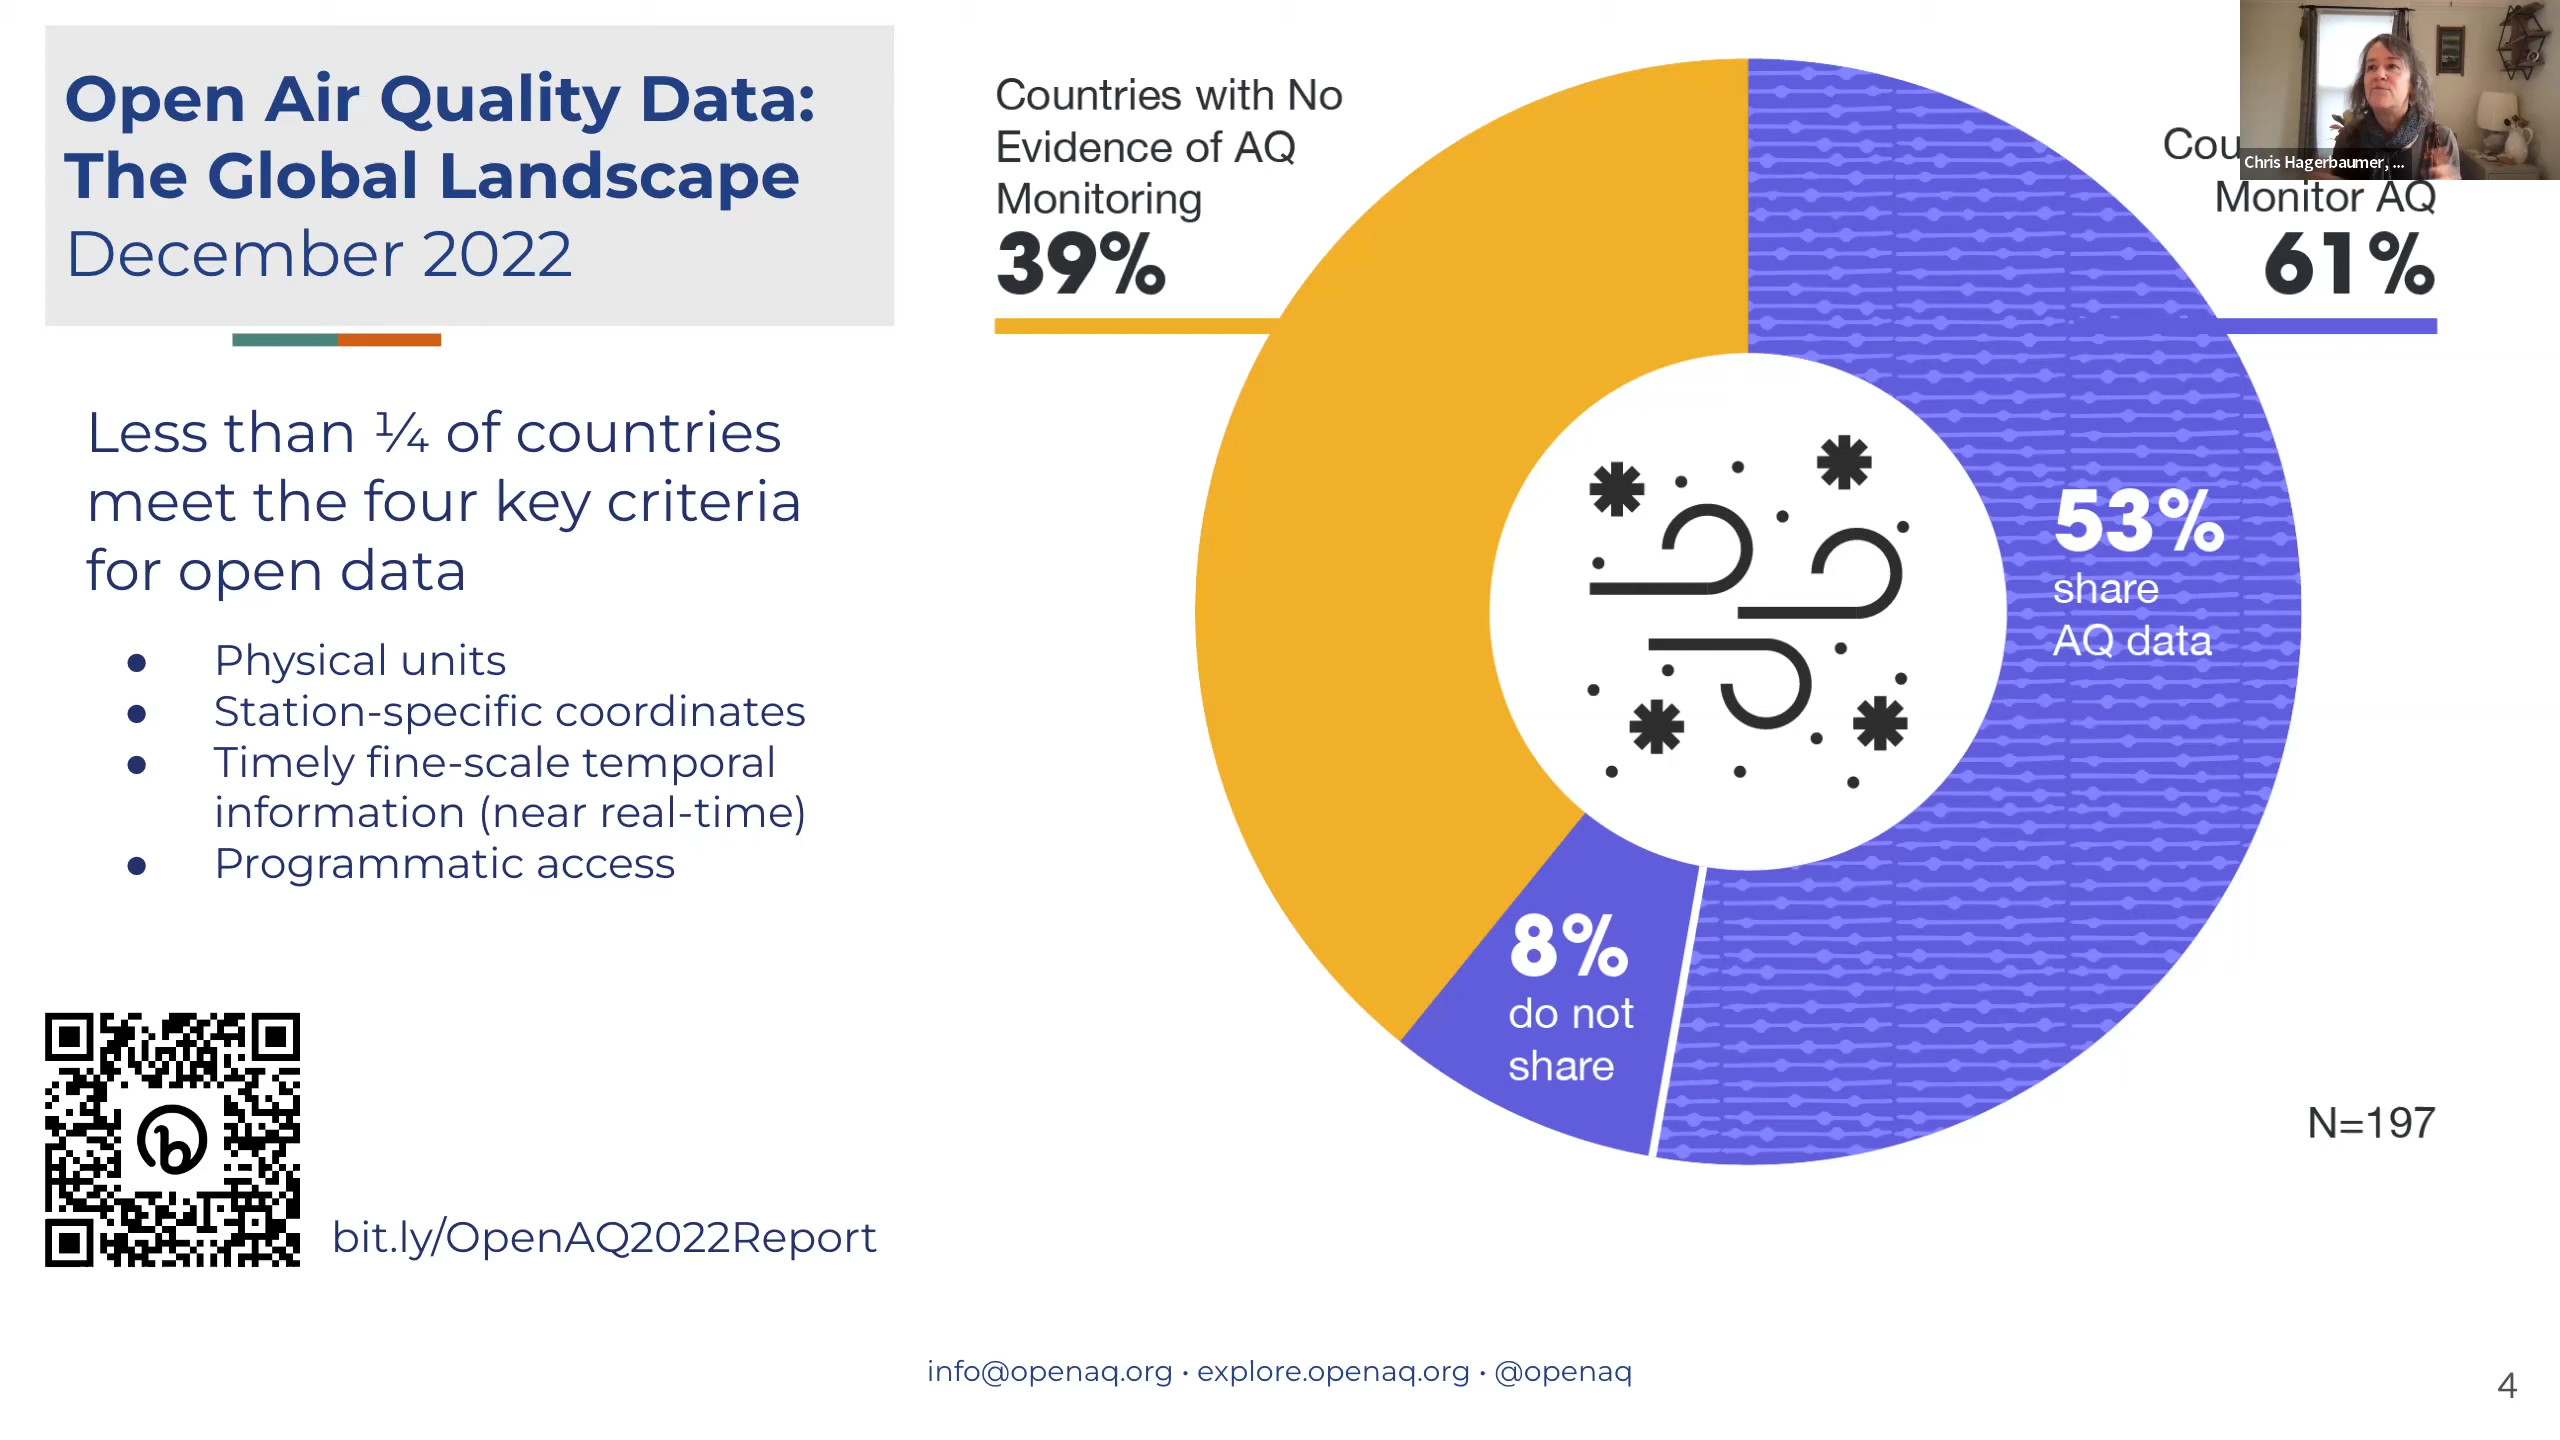 Open Air Quality Data:
The Global Landscape
December 2022
Less than ¼ of countries
meet the four key criteria
for open data
● Physical units
● Station-specific coordinates
● Timely fine-scale temporal
information (near real-time)
● Programmatic access
bit.ly/OpenAQ2022Report
Countries with No
Evidence of AQ
Monitoring
39%
Monitor AQ
61%
53%
share
AQ data
8%
do not
share
N=197
Chris Hagerbaumer, ...
info@openaq.org • explore.openaq.org • @openaq
4